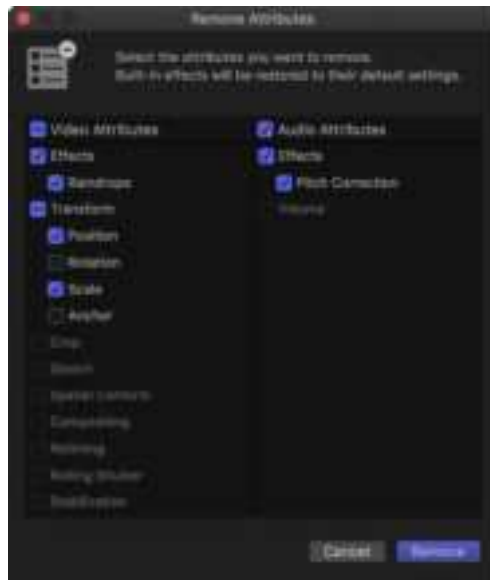 Remove Attributes
Select the attributes you want to remove.
Built-in effects will be restored to their default settings.
Video Attributes
Effects
Raindrops
Transform
Position
Rotation
Scale
Anchor
Crop
Distort
Spatial Conform
Compositing
Retiming
Rolling Shutter
Stabilization
Audio Attributes
Effects
Pitch Correction
Volume
Cancel
Remove